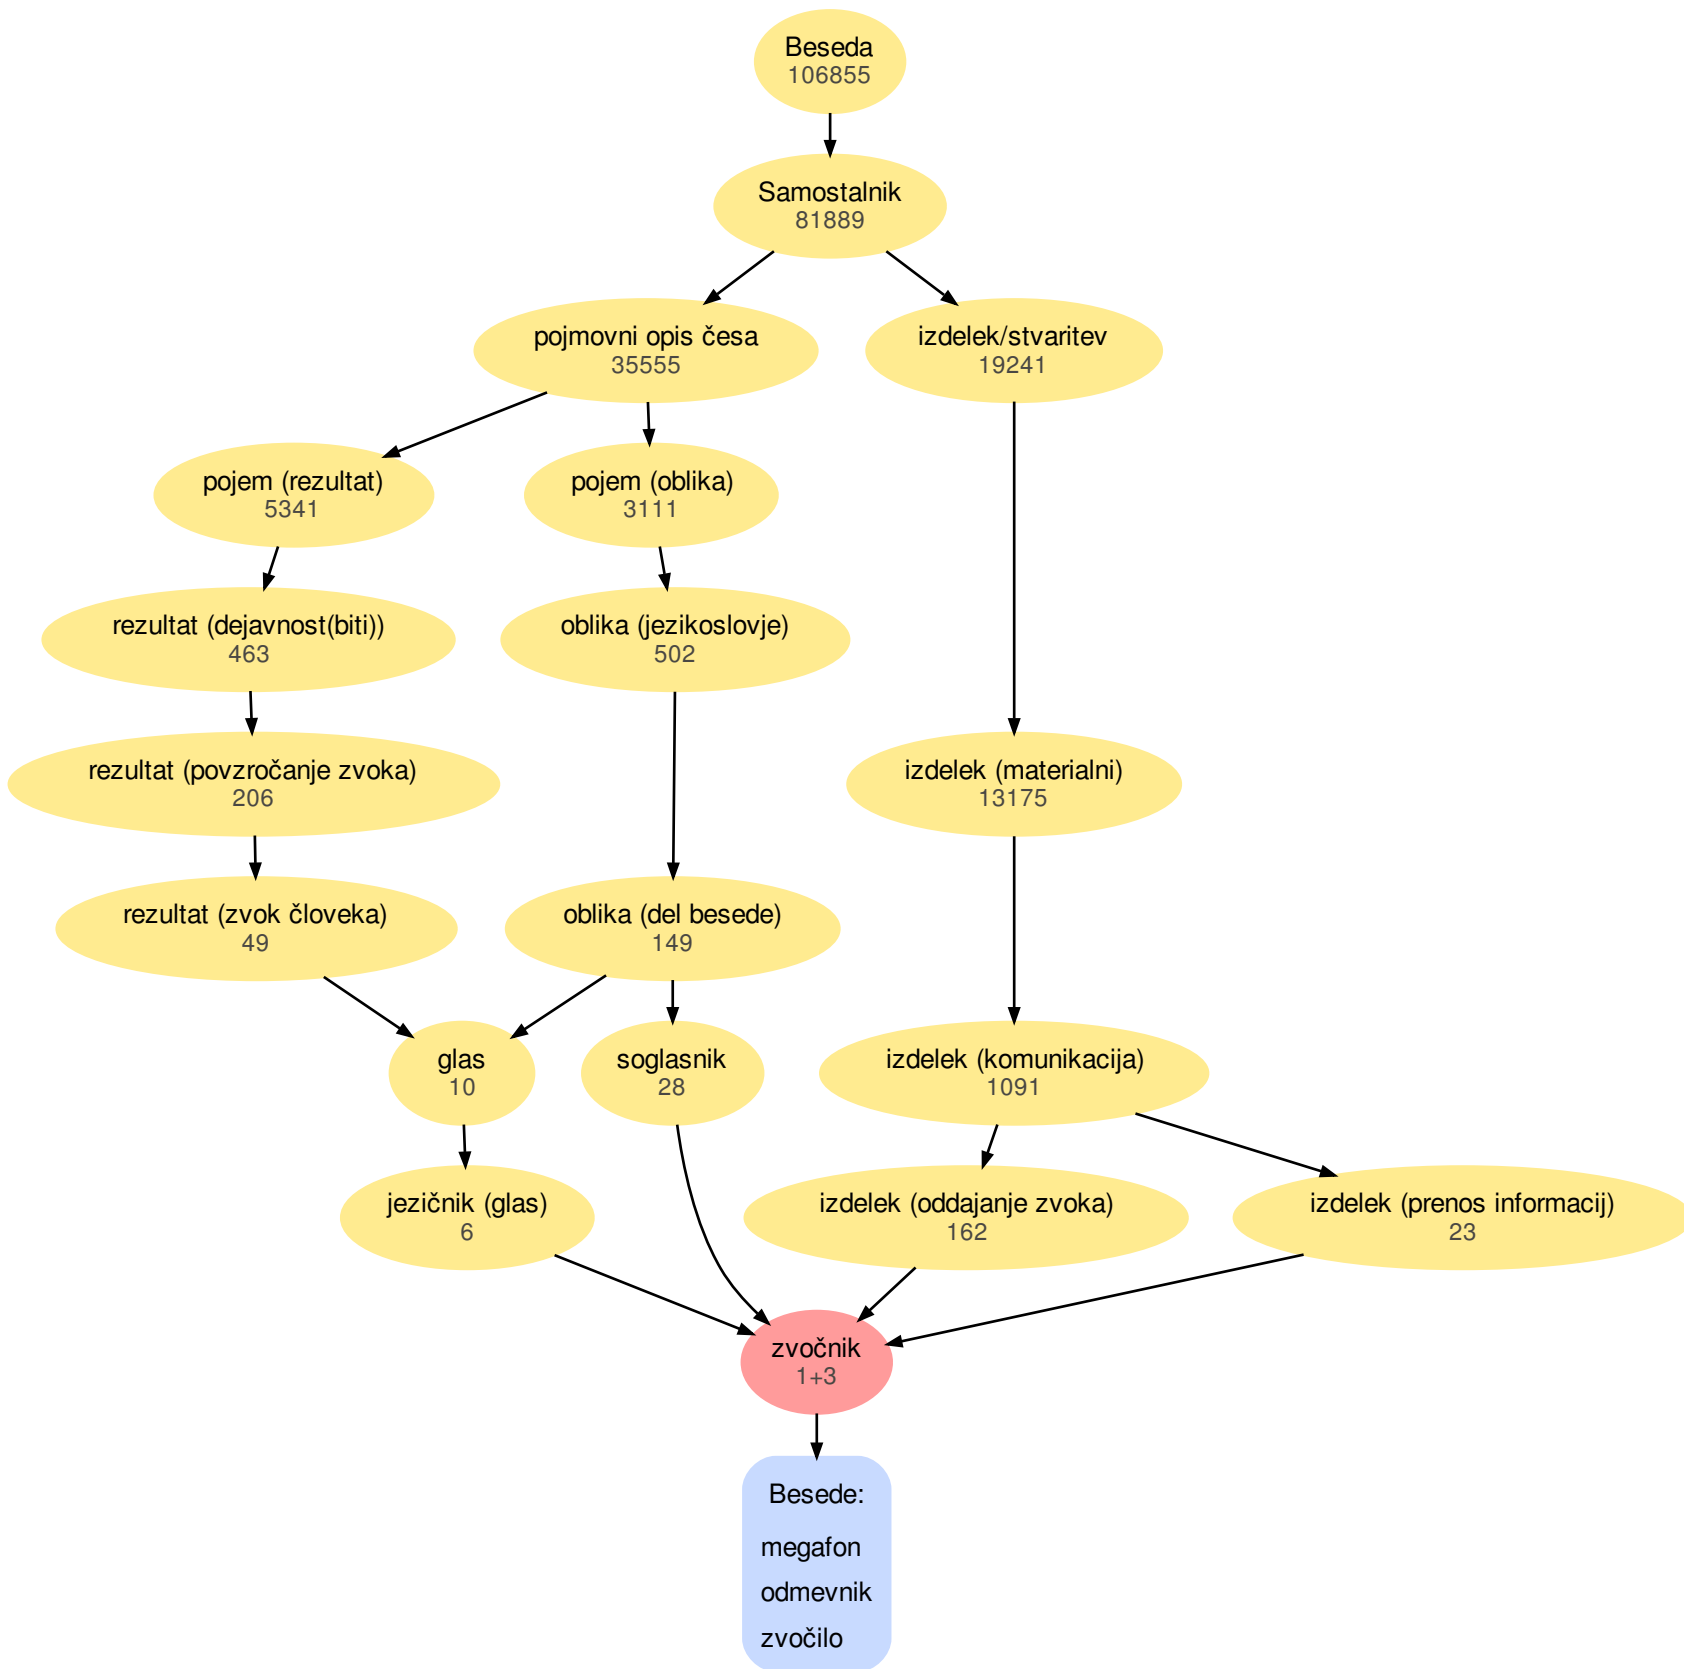 Beseda
106855
Samostalnik
81889
pojmovni opis česa
35555
izdelek/stvaritev
19241
pojem (rezultat)
5341
pojem (oblika)
3111
rezultat (dejavnost(biti))
463
oblika (jezikoslovje)
502
rezultat (povzročanje zvoka)
206
izdelek (materialni)
13175
rezultat (zvok človeka)
49
oblika (del besede)
149
glas
10
soglasnik
28
izdelek (komunikacija)
1091
jezičnik (glas)
6
izdelek (oddajanje zvoka)
162
izdelek (prenos informacij)
23
zvočnik
1+3
Besede:
megafon
odmevnik
zvočilo